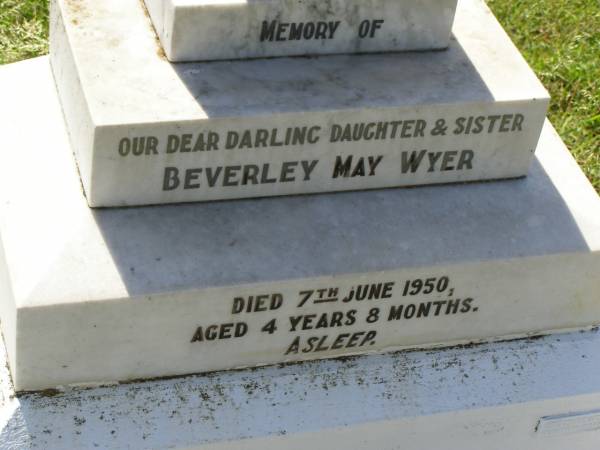 MEMORY OF
OUR DEAR DARLING DAUGHTER & SISTER
BEVERLEY MAY WYER
DIED 7TH JUNE 1950,
AGED 4 YEARS 8 MONTHS.
ASLEEP.